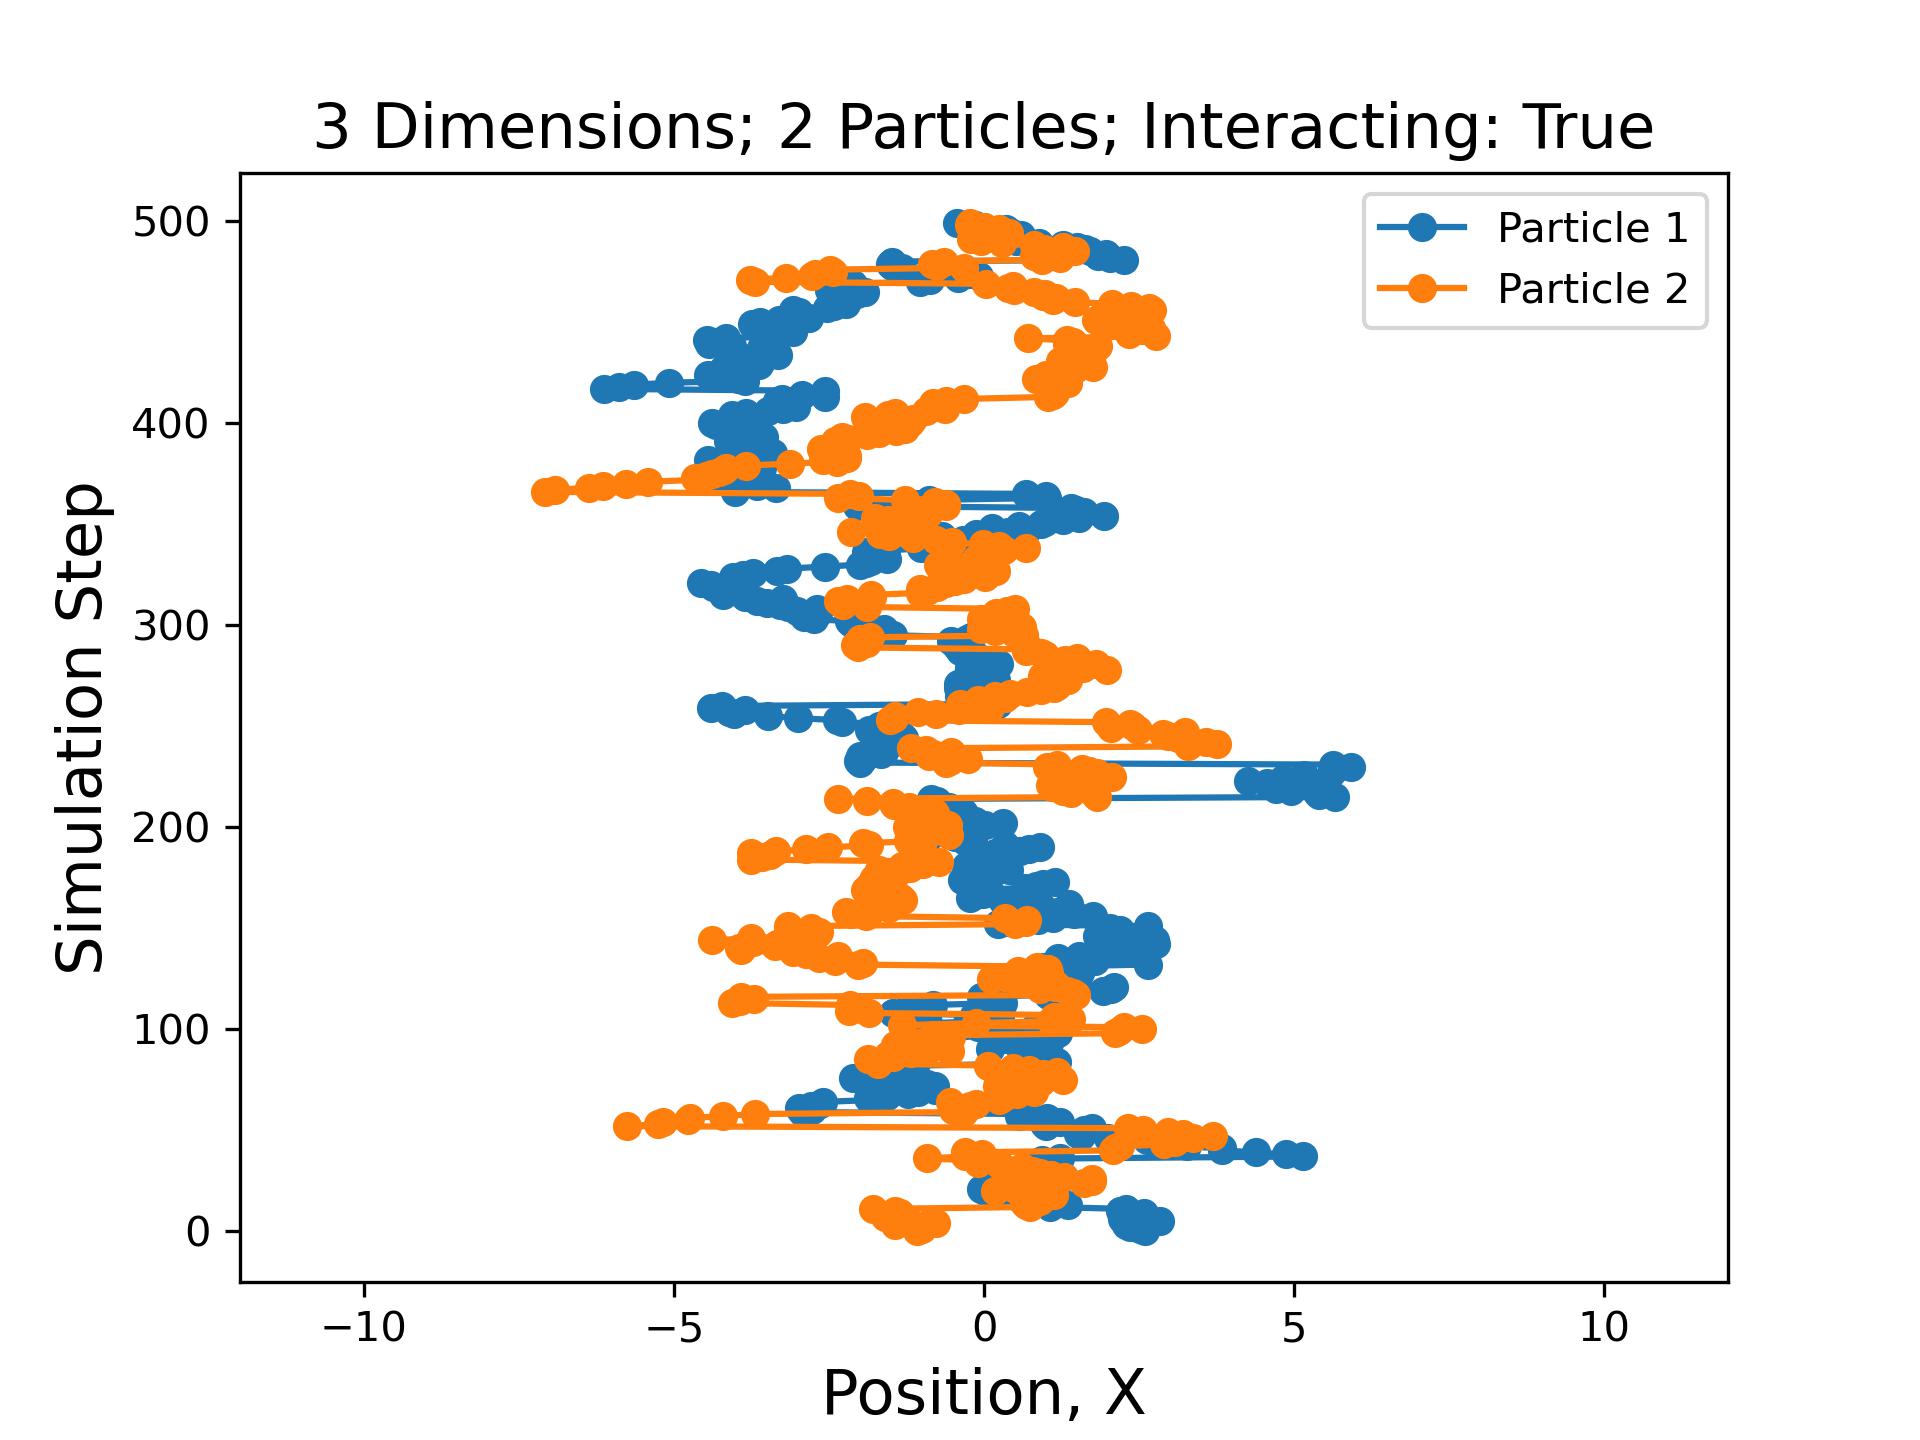 3 Dimensions; 2 Particles; Interacting: True
Particle 1
Particle 2
500
400
300
200
100
0
Simulation Step
−10
−5
0
5
10
Position, X